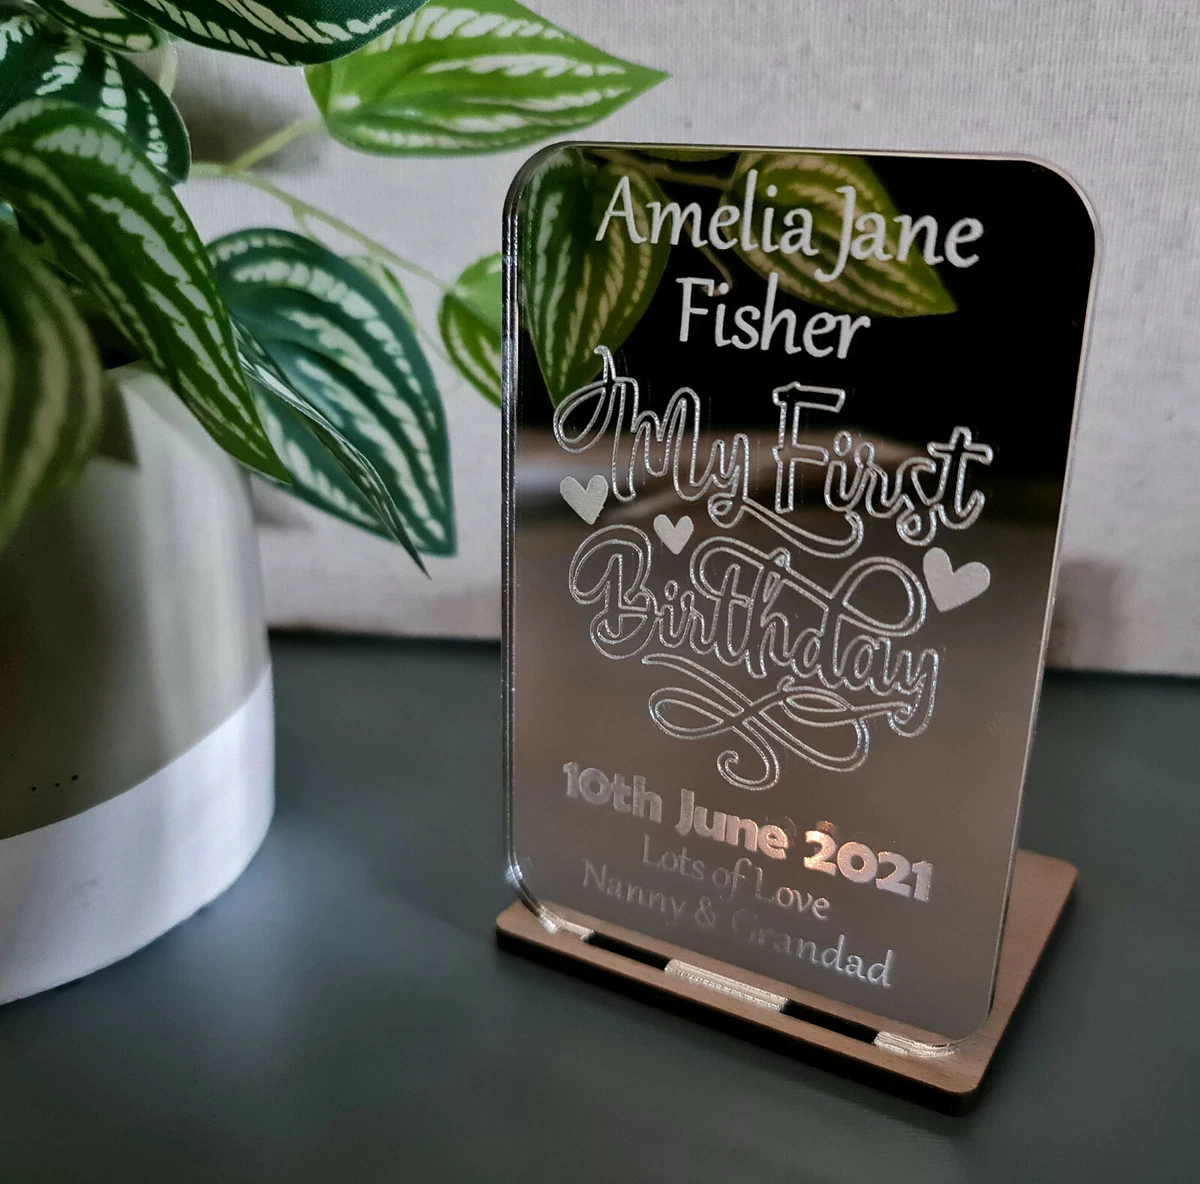 Amelia Jane
Fisher
My First
Birthday
10th June 2021
Lots of Love
Nanny & Grandad